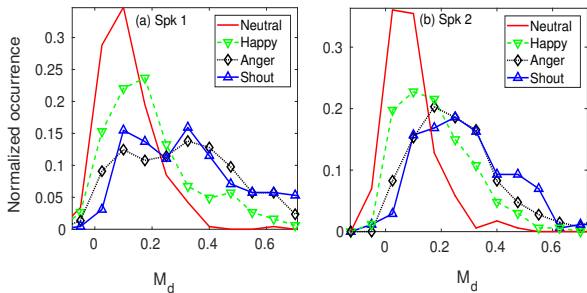 (a) Spk 1
Neutral
Happy
Anger
Shout
Normalized occurrence
0.3
0.25
0.2
0.15
0.1
0.05
0
0
0.2
0.4
0.6
M_d
(b) Spk 2
Neutral
Happy
Anger
Shout
0.3
0.2
0.1
0
0
0.2
0.4
0.6
M_d